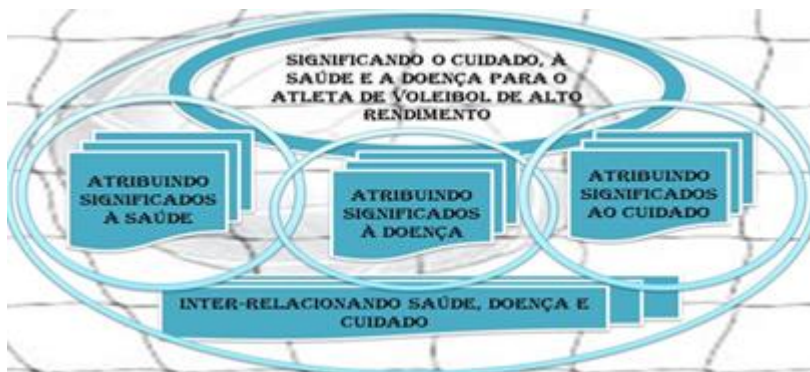 SIGNIFICANDO O CUIDADO, À
SAÚDE E A DOENÇA PARA O
ATLETA DE VOLEIBOL DE ALTO
RENDIMENTO
ATRIBUINDO
SIGNIFICADOS
À SAÚDE
ATRIBUINDO
SIGNIFICADOS
À DOENÇA
ATRIBUINDO
SIGNIFICADOS
AO CUIDADO
INTER-RELACIONANDO SAÚDE, DOENÇA E
CUIDADO